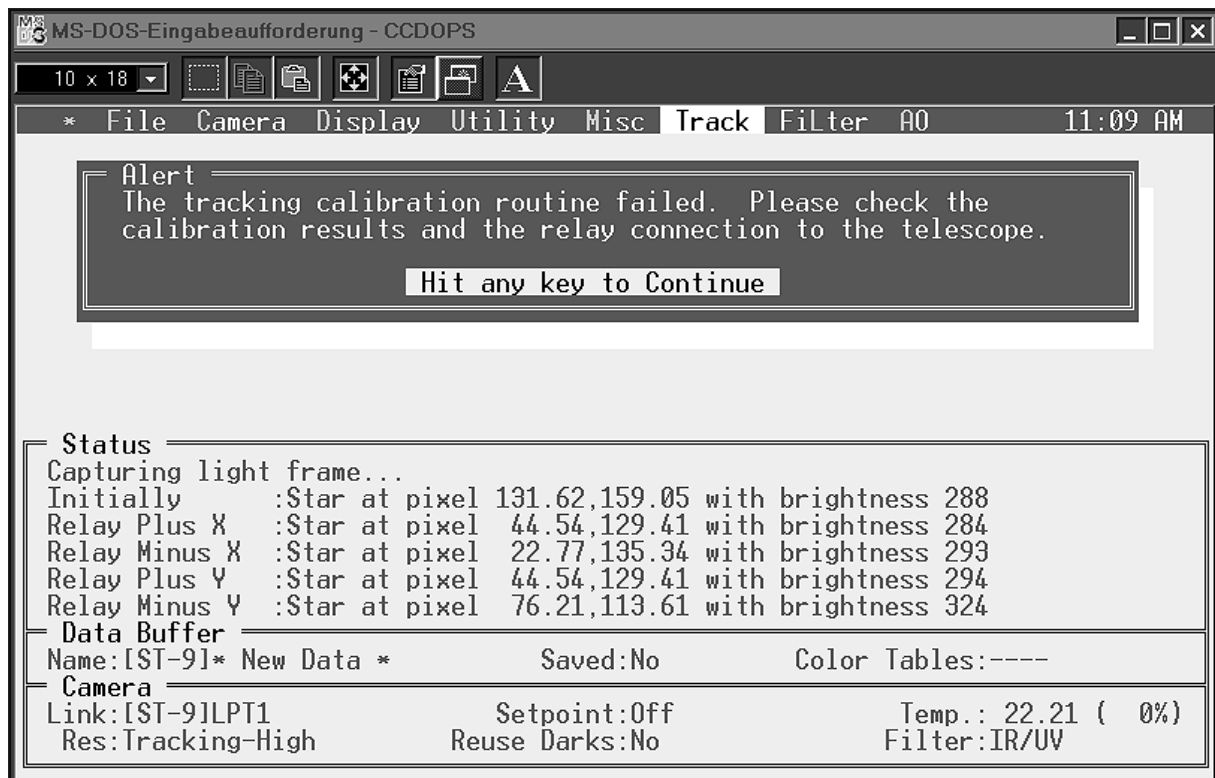 MS-DOS-Eingabeaufforderung - CCDOPS
10 x 18
A
* File Camera Display Utility Misc Track FiLter AO 11:09 AM
Alert
The tracking calibration routine failed. Please check the
calibration results and the relay connection to the telescope.
Hit any key to Continue
Status
Capturing light frame...
Initially :Star at pixel 131.62,159.05 with brightness 288
Relay Plus X :Star at pixel 44.54,129.41 with brightness 284
Relay Minus X :Star at pixel 22.77,135.34 with brightness 293
Relay Plus Y :Star at pixel 44.54,129.41 with brightness 294
Relay Minus Y :Star at pixel 76.21,113.61 with brightness 324
Data Buffer
Name:[ST-9]* New Data * Saved:No Color Tables:----
Camera
Link:[ST-9]LPT1 Setpoint:Off Temp.: 22.21 ( 0%)
Res:Tracking-High Reuse Darks:No Filter:IR/UV